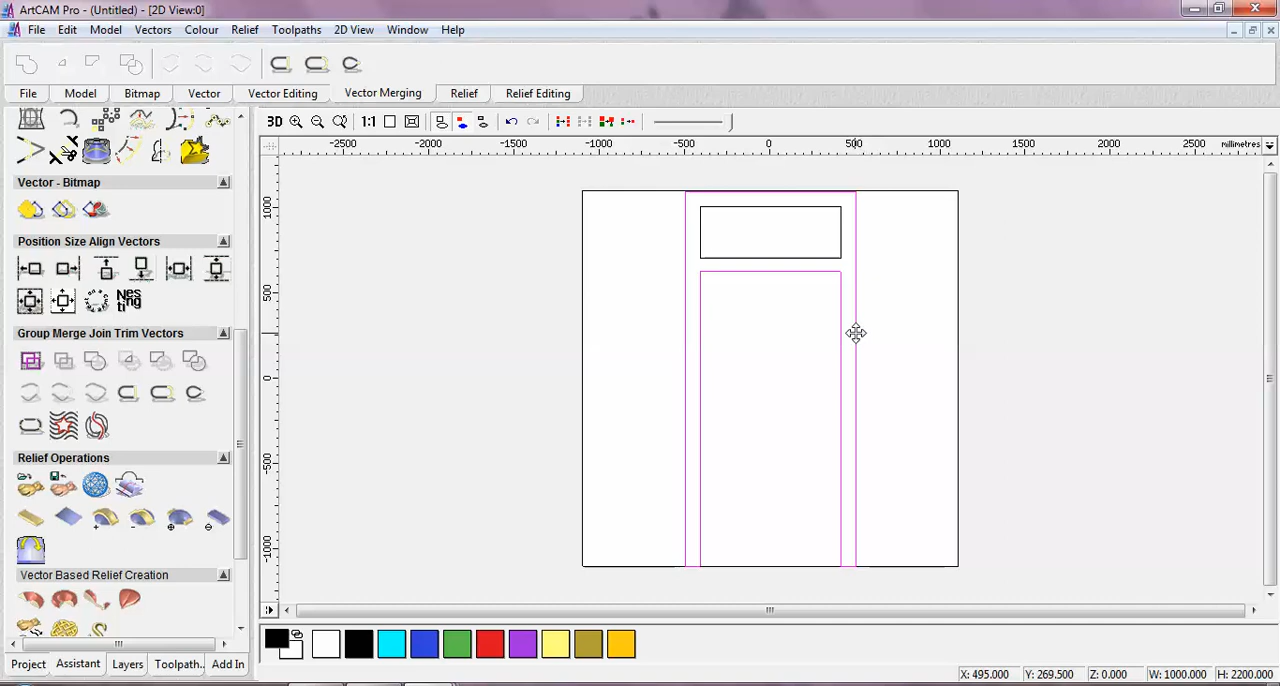 ArtCAM Pro - (Untitled) - [2D View:0]
File Edit Model Vectors Colour Relief Toolpaths 2D View Window Help
File Model Bitmap Vector Vector Editing Vector Merging Relief Relief Editing
3D 1:1
-2500 -2000 -1500 -1000 -500 0 500 1000 1500 2000 2500 millimetres
1000
500
0
-500
-1000
Vector - Bitmap
Position Size Align Vectors
Nes
ti
Group Merge Join Trim Vectors
Relief Operations
Vector Based Relief Creation
Project Assistant Layers Toolpath... Add In
X: 495.000 Y: 269.500 Z: 0.000 W: 1000.000 H: 2200.000